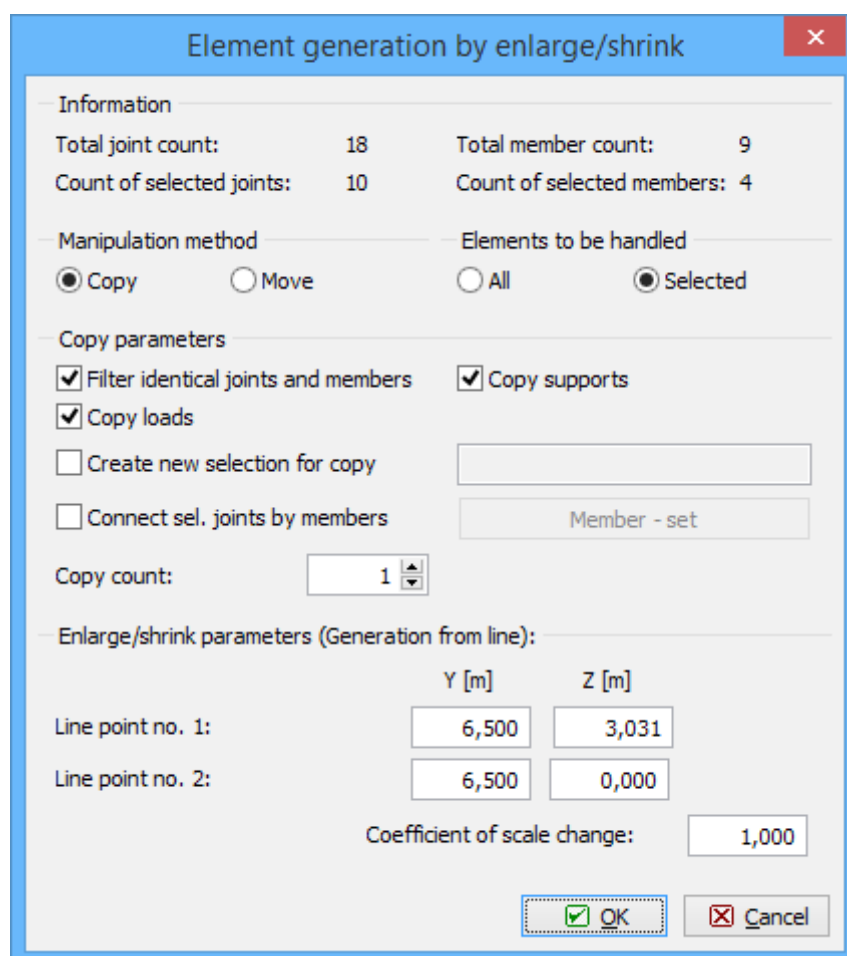 Element generation by enlarge/shrink
Information
Total joint count: 18 Total member count: 9
Count of selected joints: 10 Count of selected members: 4
Manipulation method Elements to be handled
Copy Move All Selected
Copy parameters
Filter identical joints and members Copy supports
Copy loads
Create new selection for copy
Connect sel. joints by members Member - set
Copy count: 1
Enlarge/shrink parameters (Generation from line):
Y [m] Z [m]
Line point no. 1: 6,500 3,031
Line point no. 2: 6,500 0,000
Coefficient of scale change: 1,000
OK Cancel